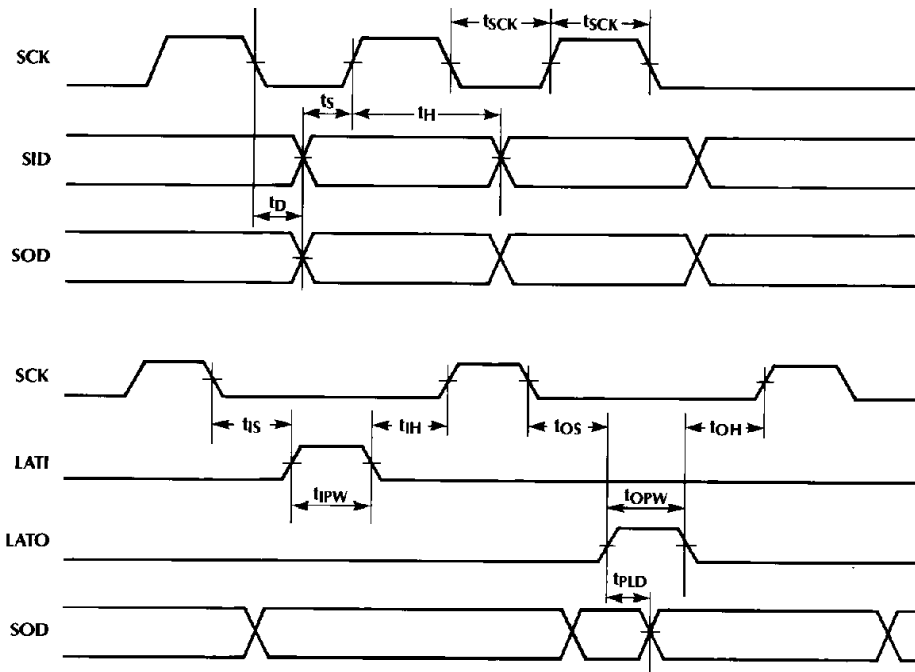 tSCK tSCK
SCK
tS tH
SID
tD
SOD
SCK
tIS tIH tOS tOH
LATI
tIPW tOPW
LATO
tPLD
SOD